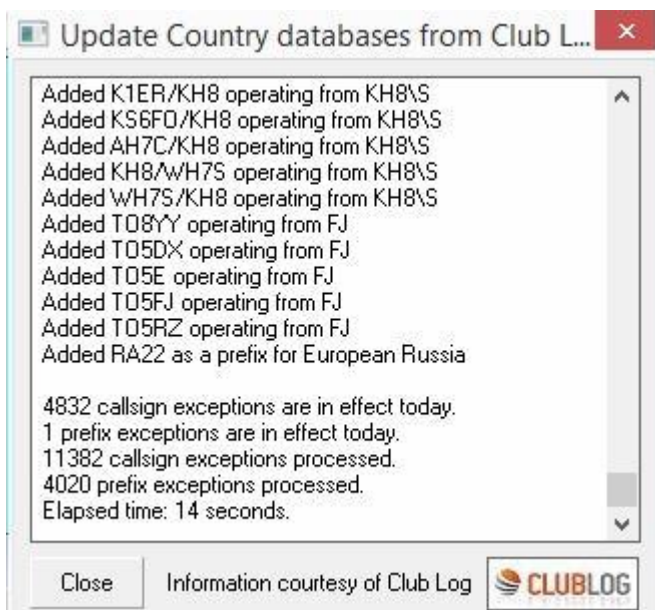 Update Country databases from Club L...
Added K1ER/KH8 operating from KH8\S
Added KS6FO/KH8 operating from KH8\S
Added AH7C/KH8 operating from KH8\S
Added KH8/WH7S operating from KH8\S
Added WH7S/KH8 operating from KH8\S
Added TO8YY operating from FJ
Added TO5DX operating from FJ
Added TO5E operating from FJ
Added TO5FJ operating from FJ
Added TO5RZ operating from FJ
Added RA22 as a prefix for European Russia
4832 callsign exceptions are in effect today.
1 prefix exceptions are in effect today.
11382 callsign exceptions processed.
4020 prefix exceptions processed.
Elapsed time: 14 seconds.
Close Information courtesy of Club Log CLUBLOG